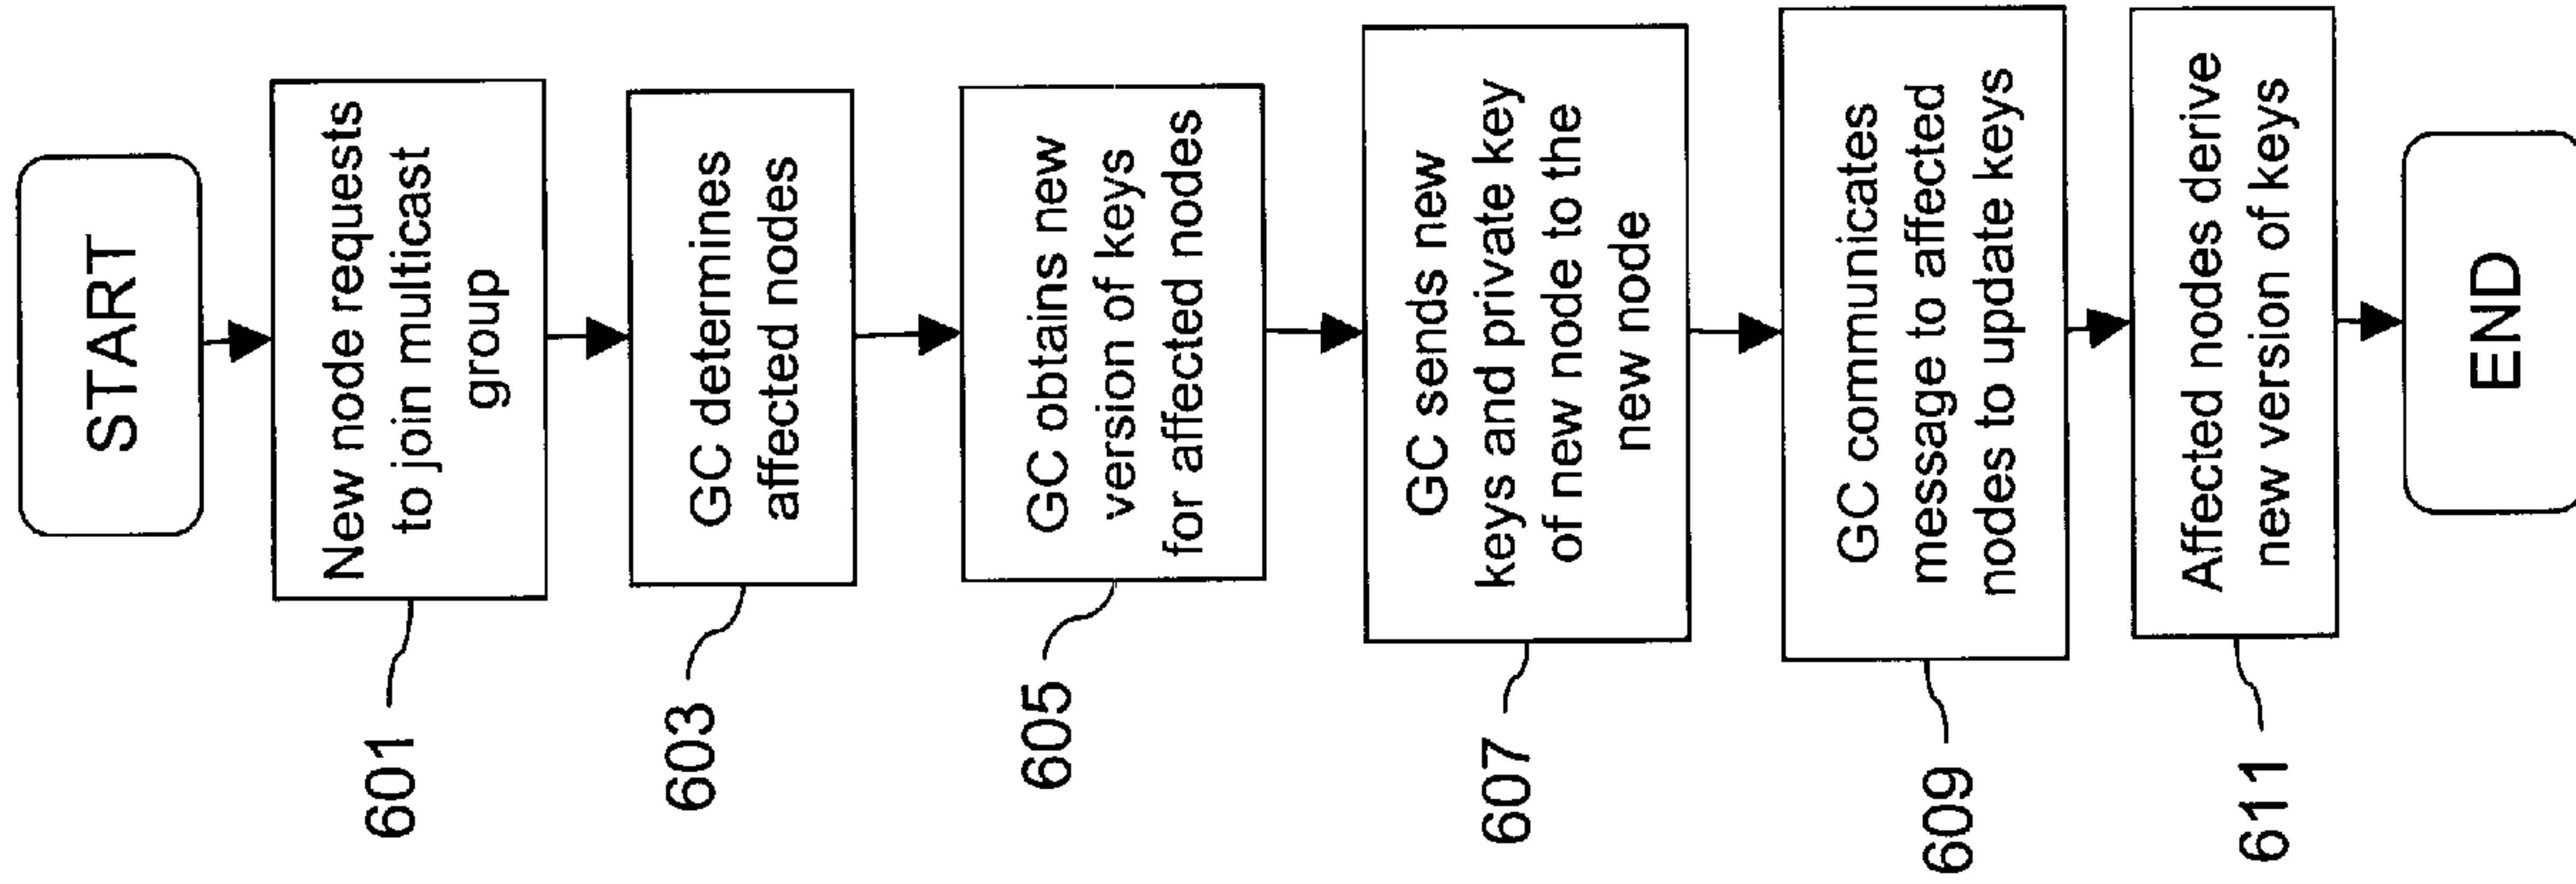 START
New node requests
to join multicast
group
601
GC determines
affected nodes
603
GC obtains new
version of keys
for affected nodes
605
GC sends new
keys and private key
of new node to the
new node
607
GC communicates
message to affected
nodes to update keys
609
Affected nodes derive
new version of keys
611
END